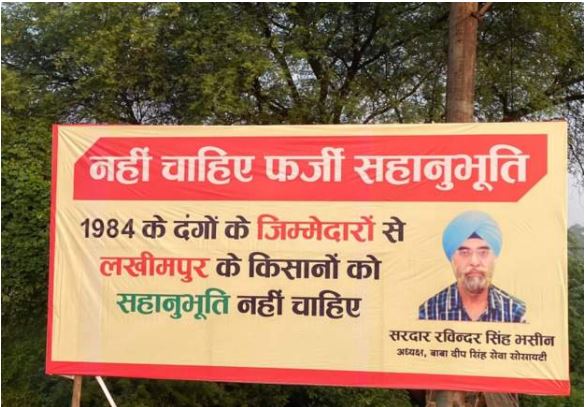 नहीं चाहिए फर्जी सहानुभूति
1984 के दंगों के जिम्मेदारों से
लखीमपुर के किसानों को
सहानुभूति नहीं चाहिए
सरदार रविन्दर सिंह भसीन
अध्यक्ष, बाबा दीप सिंह सेवा सोसायटी